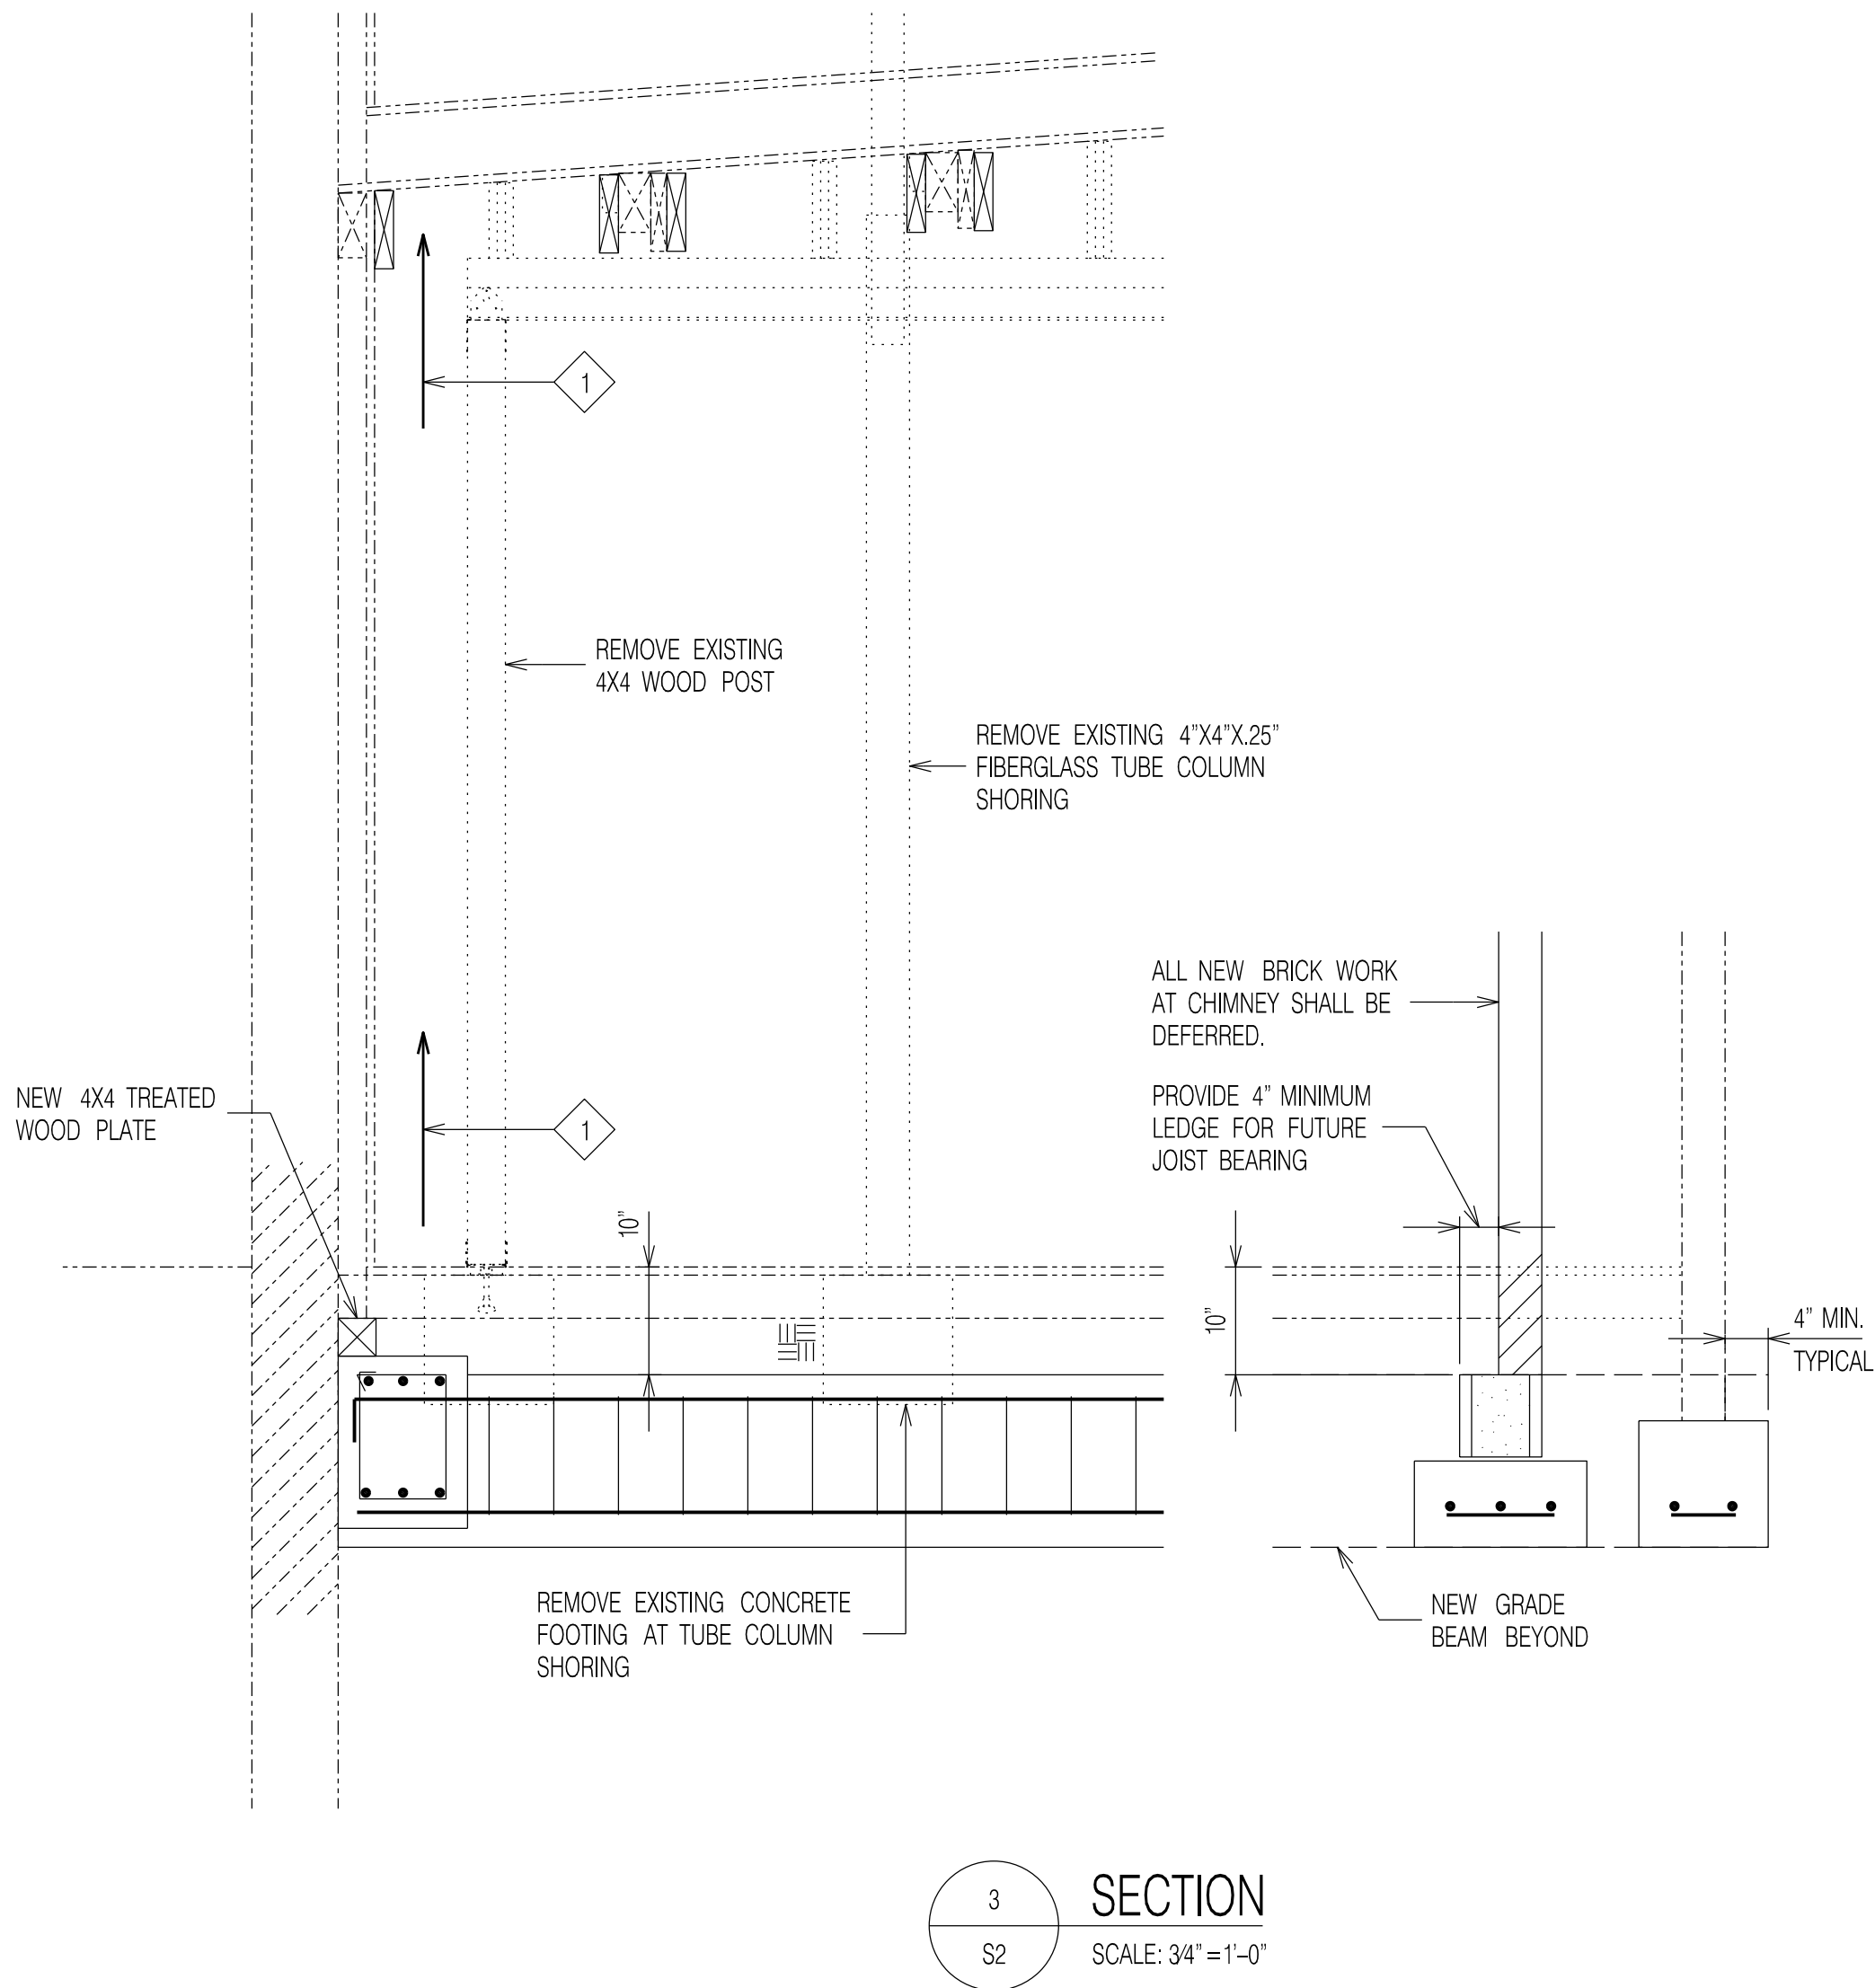 1
REMOVE EXISTING
4X4 WOOD POST
REMOVE EXISTING 4"X4"X.25"
FIBERGLASS TUBE COLUMN
SHORING
ALL NEW BRICK WORK
AT CHIMNEY SHALL BE
DEFERRED.
NEW 4X4 TREATED
WOOD PLATE
1
PROVIDE 4" MINIMUM
LEDGE FOR FUTURE
JOIST BEARING
10"
10"
4" MIN.
TYPICAL
REMOVE EXISTING CONCRETE
FOOTING AT TUBE COLUMN
SHORING
NEW GRADE
BEAM BEYOND
3
S2
SECTION
SCALE: 3/4" = 1'-0"